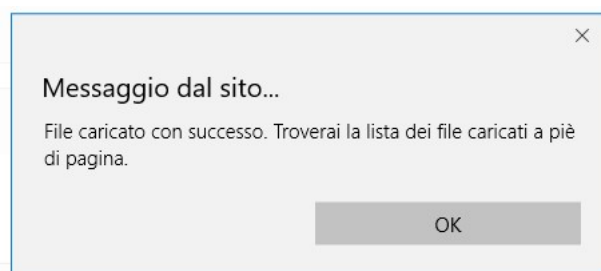 Messaggio dal sito...
File caricato con successo. Troverai la lista dei file caricati a piè
di pagina.
OK